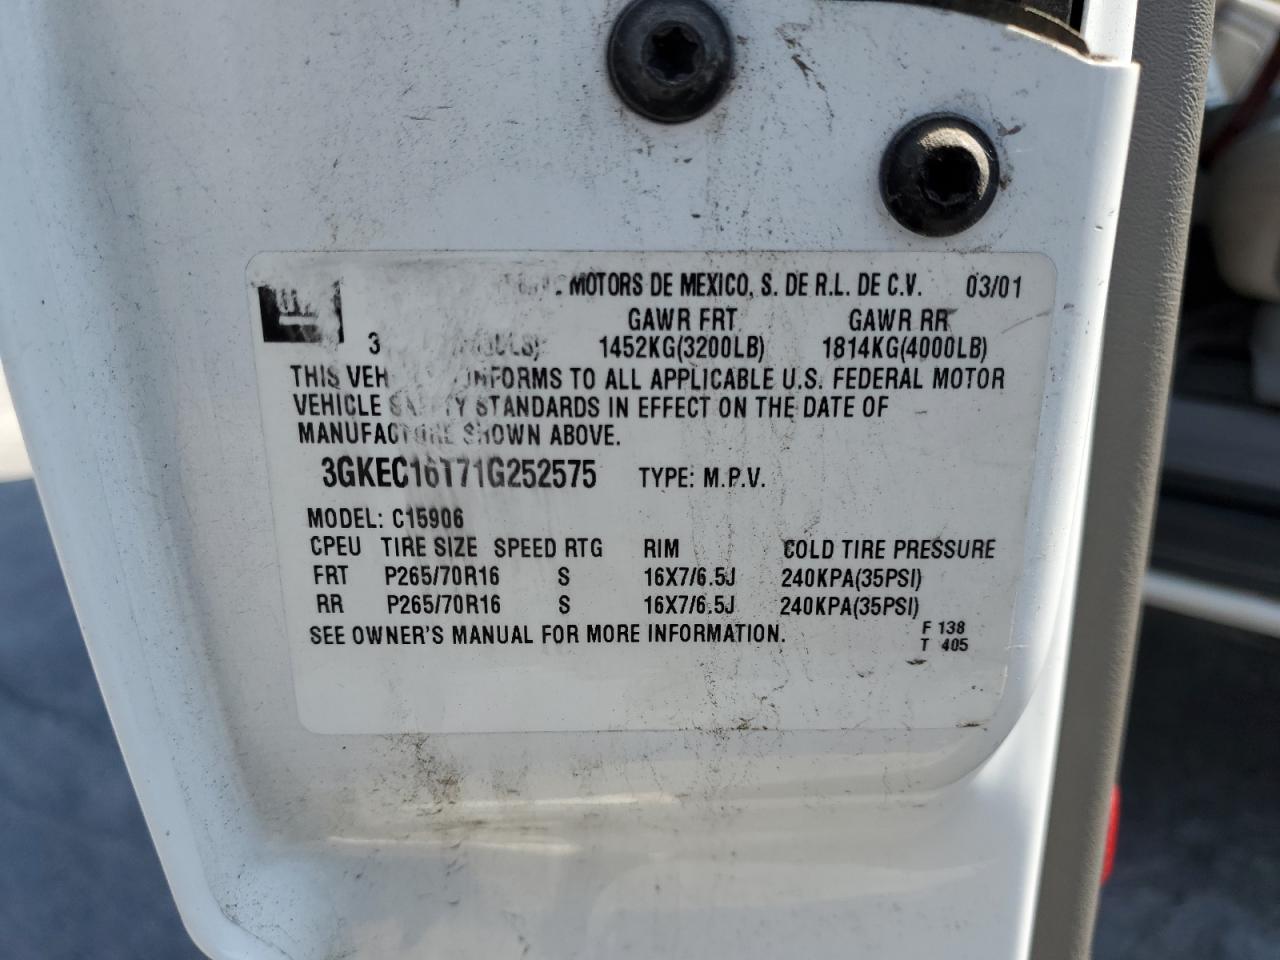 MOTORS DE MEXICO, S. DE R.L. DE C.V. 03/01
GAWR FRT GAWR RR
1452KG(3200LB) 1814KG(4000LB)
THIS TO ALL APPLICABLE U.S. FEDERAL MOTOR
VEHICLE SAFETY STANDARDS IN EFFECT ON THE DATE OF
MANUFACTURE SHOWN ABOVE.
3GKEC16T71G252575 TYPE: M.P.V.
MODEL: C15906
CPEU TIRE SIZE SPEED RTG RIM COLD TIRE PRESSURE
FRT P265/70R16 S 16X7/6.5J 240KPA(35PSI)
RR P265/70R16 S 16X7/6.5J 240KPA(35PSI)
SEE OWNER'S MANUAL FOR MORE INFORMATION.
F 138
T 405